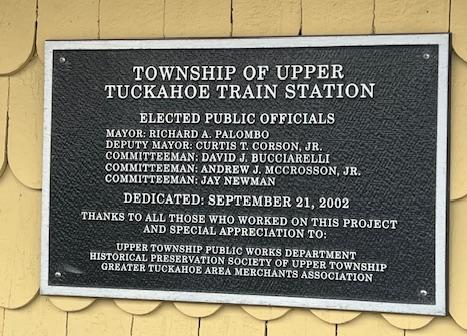 TOWNSHIP OF UPPER
TUCKAHOE TRAIN STATION
ELECTED PUBLIC OFFICIALS
MAYOR: RICHARD A. PALOMBO
DEPUTY MAYOR: CURTIS T. CORSON, JR.
COMMITTEEMAN: DAVID J. BUCCIARELLI
COMMITTEEMAN: ANDREW J. MCCROSSON, JR.
COMMITTEEMAN: JAY NEWMAN
DEDICATED: SEPTEMBER 21, 2002
THANKS TO ALL THOSE WHO WORKED ON THIS PROJECT
AND SPECIAL APPRECIATION TO:
UPPER TOWNSHIP PUBLIC WORKS DEPARTMENT
HISTORICAL PRESERVATION SOCIETY OF UPPER TOWNSHIP
GREATER TUCKAHOE AREA MERCHANTS ASSOCIATION